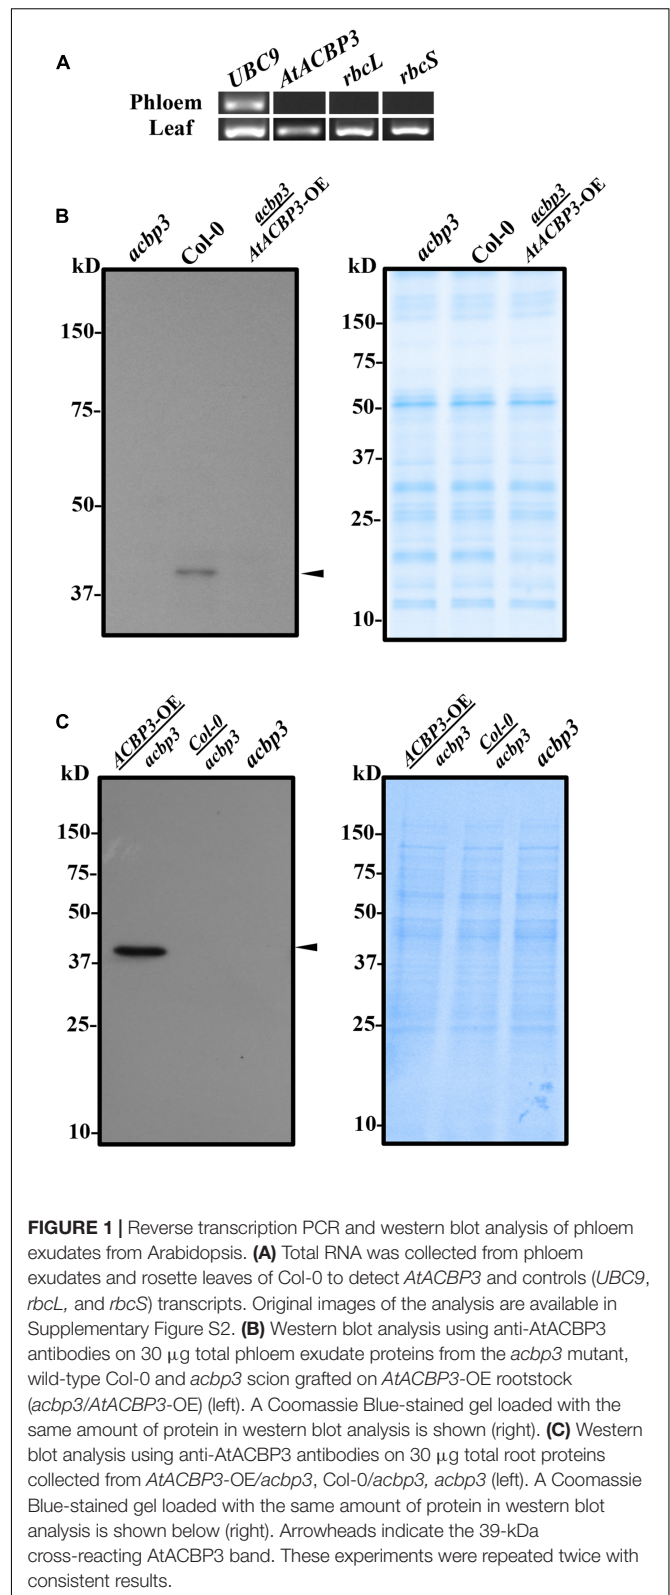 A
UBC9 AtACBP3 rbcL rbcS
Phloem
Leaf
B
acbp3 Col-0 acbp3 AtACBP3-OE
kD
150-
75-
50-
37-
acbp3 Col-0 acbp3 AtACBP3-OE
kD
150-
75-
50-
37-
25-
10-
C
ACBP3-OE acbp3 Col-0 acbp3 acbp3
kD
150-
75-
50-
37-
25-
10-
ACBP3-OE acbp3 Col-0 acbp3 acbp3
kD
150-
75-
50-
37-
25-
10-
FIGURE 1 | Reverse transcription PCR and western blot analysis of phloem
exudates from Arabidopsis. (A) Total RNA was collected from phloem
exudates and rosette leaves of Col-0 to detect AtACBP3 and controls (UBC9,
rbcL, and rbcS) transcripts. Original images of the analysis are available in
Supplementary Figure S2. (B) Western blot analysis using anti-AtACBP3
antibodies on 30 μg total phloem exudate proteins from the acbp3 mutant,
wild-type Col-0 and acbp3 scion grafted on AtACBP3-OE rootstock
(acbp3/AtACBP3-OE) (left). A Coomassie Blue-stained gel loaded with the
same amount of protein in western blot analysis is shown (right). (C) Western
blot analysis using anti-AtACBP3 antibodies on 30 μg total root proteins
collected from AtACBP3-OE/acbp3, Col-0/acbp3, acbp3 (left). A Coomassie
Blue-stained gel loaded with the same amount of protein in western blot
analysis is shown below (right). Arrowheads indicate the 39-kDa
cross-reacting AtACBP3 band. These experiments were repeated twice with
consistent results.